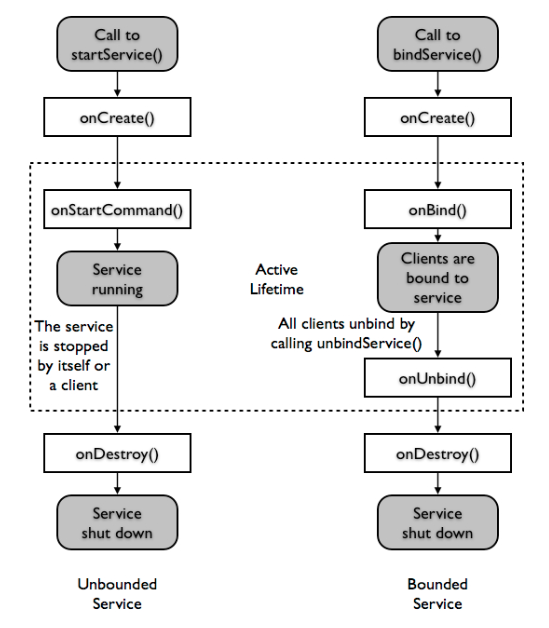 Call to
startService()
onCreate()
onStartCommand()
Service
running
The service
is stopped
by itself or
a client
onDestroy()
Service
shut down
Unbounded
Service
Active
Lifetime
Call to
bindService()
onCreate()
onBind()
Clients are
bound to
service
All clients unbind by
calling unbindService()
onUnbind()
onDestroy()
Service
shut down
Bounded
Service